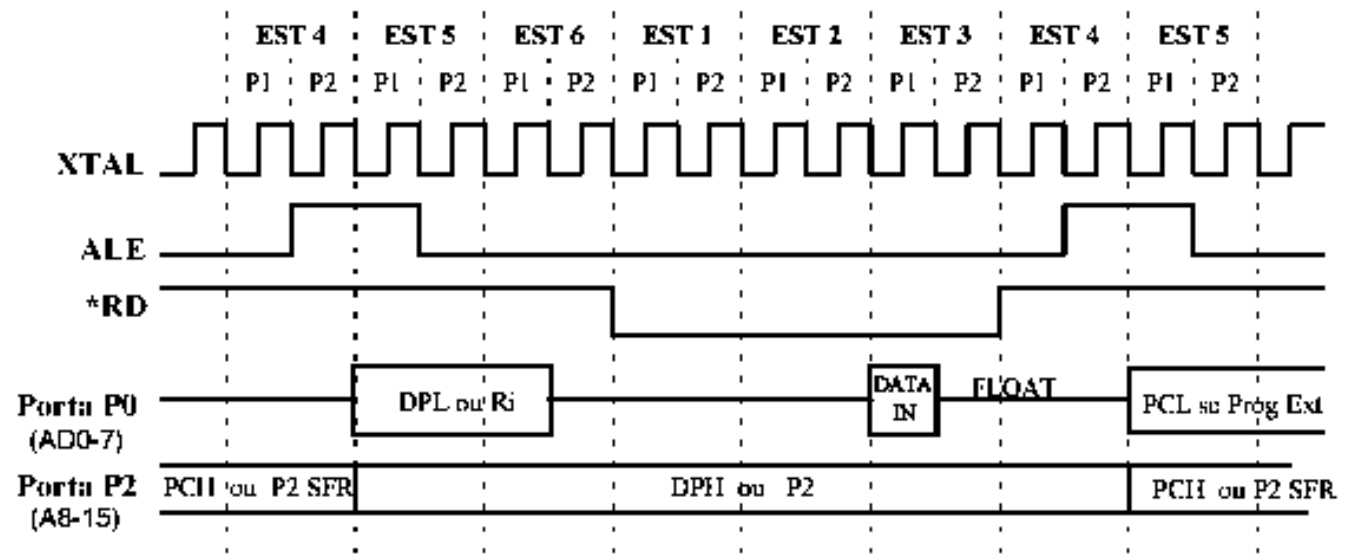 EST 4 EST 5 EST 6 EST 1 EST 2 EST 3 EST 4 EST 5
P1 P2 P1 P2 P1 P2 P1 P2 P1 P2 P1 P2 P1 P2 P1 P2
XTAL
ALE
*RD
Porta P0
(AD0-7)
DPL ou Ri
DATA
IN
FLOAT
PCL se Prog Ext
Porta P2
(A8-15)
PCH ou P2 SFR
DPH ou P2
PCH ou P2 SFR